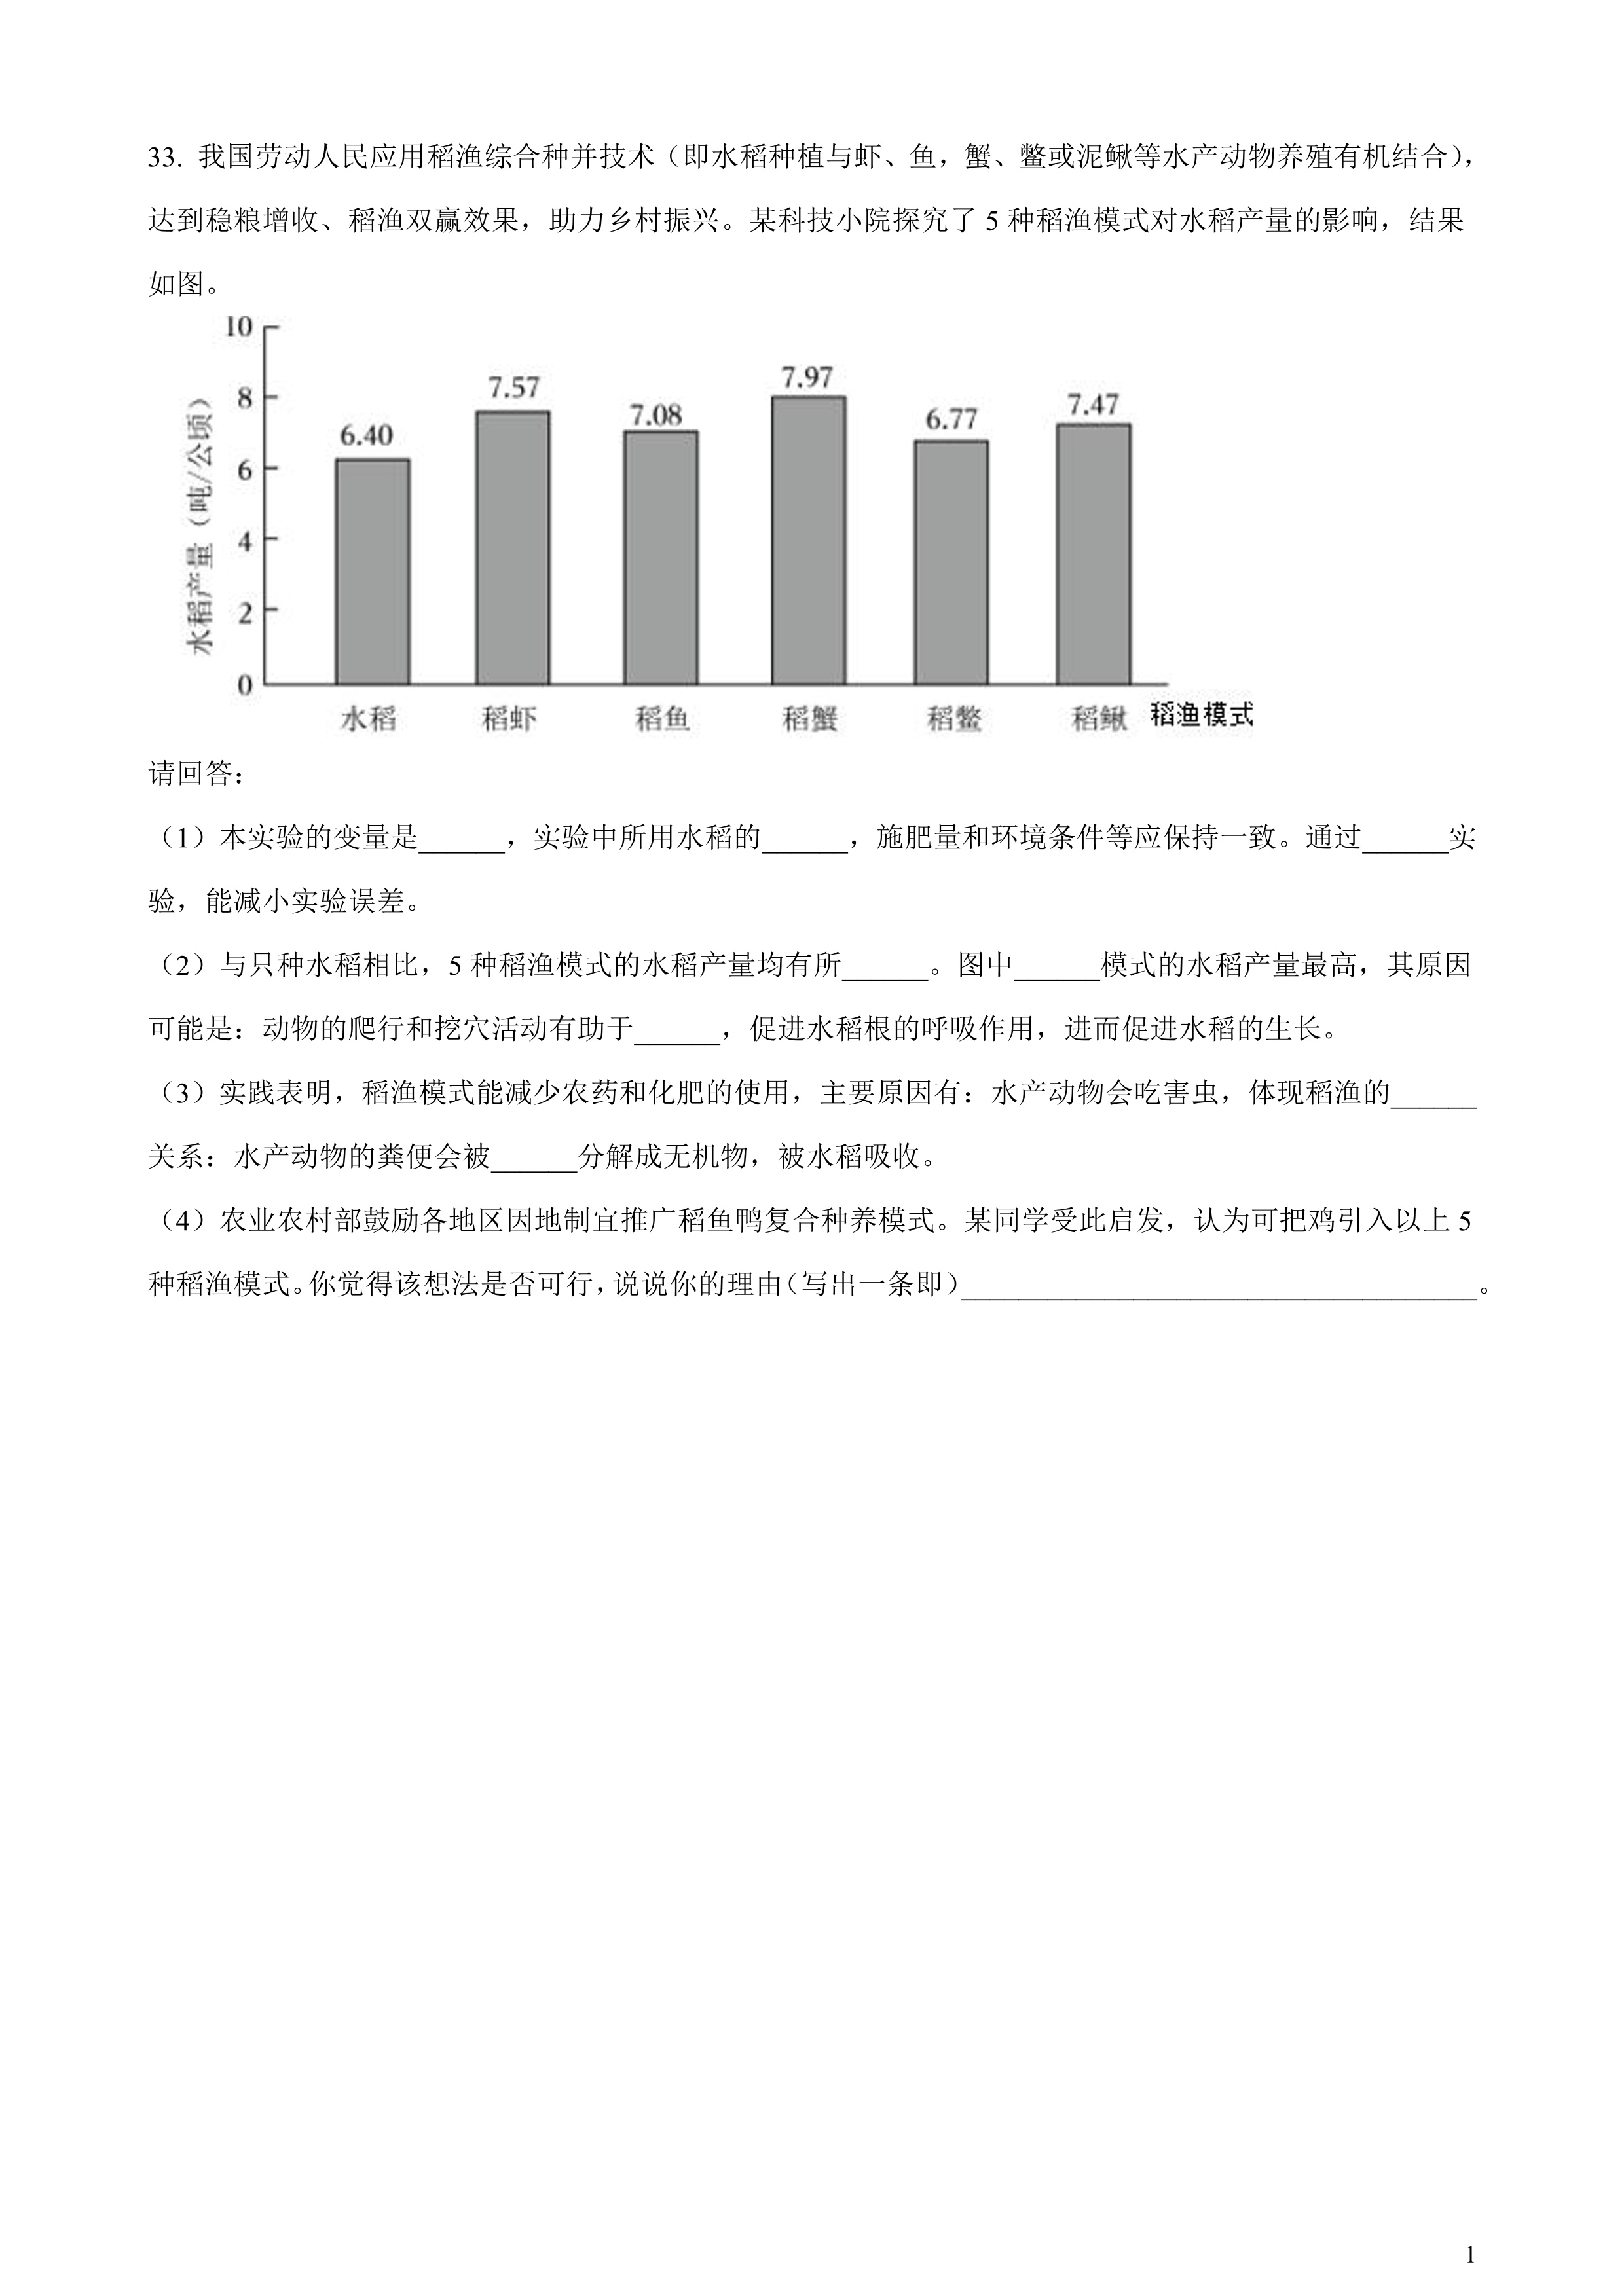 33. 我国劳动人民应用稻渔综合种并技术（即水稻种植与虾、鱼，蟹、鳖或泥鳅等水产动物养殖有机结合），
达到稳粮增收、稻渔双赢效果，助力乡村振兴。某科技小院探究了 5 种稻渔模式对水稻产量的影响，结果
如图。
水稻产量（吨/公顷）
10
8
6
4
2
0
6.40
7.57
7.08
7.97
6.77
7.47
水稻 稻虾 稻鱼 稻蟹 稻鳖 稻鳅 稻渔模式
请回答：
（1）本实验的变量是______，实验中所用水稻的______，施肥量和环境条件等应保持一致。通过______实
验，能减小实验误差。
（2）与只种水稻相比，5 种稻渔模式的水稻产量均有所______。图中______模式的水稻产量最高，其原因
可能是：动物的爬行和挖穴活动有助于______，促进水稻根的呼吸作用，进而促进水稻的生长。
（3）实践表明，稻渔模式能减少农药和化肥的使用，主要原因有：水产动物会吃害虫，体现稻渔的______
关系：水产动物的粪便会被______分解成无机物，被水稻吸收。
（4）农业农村部鼓励各地区因地制宜推广稻鱼鸭复合种养模式。某同学受此启发，认为可把鸡引入以上 5
种稻渔模式。你觉得该想法是否可行，说说你的理由（写出一条即）____________________________________。
1